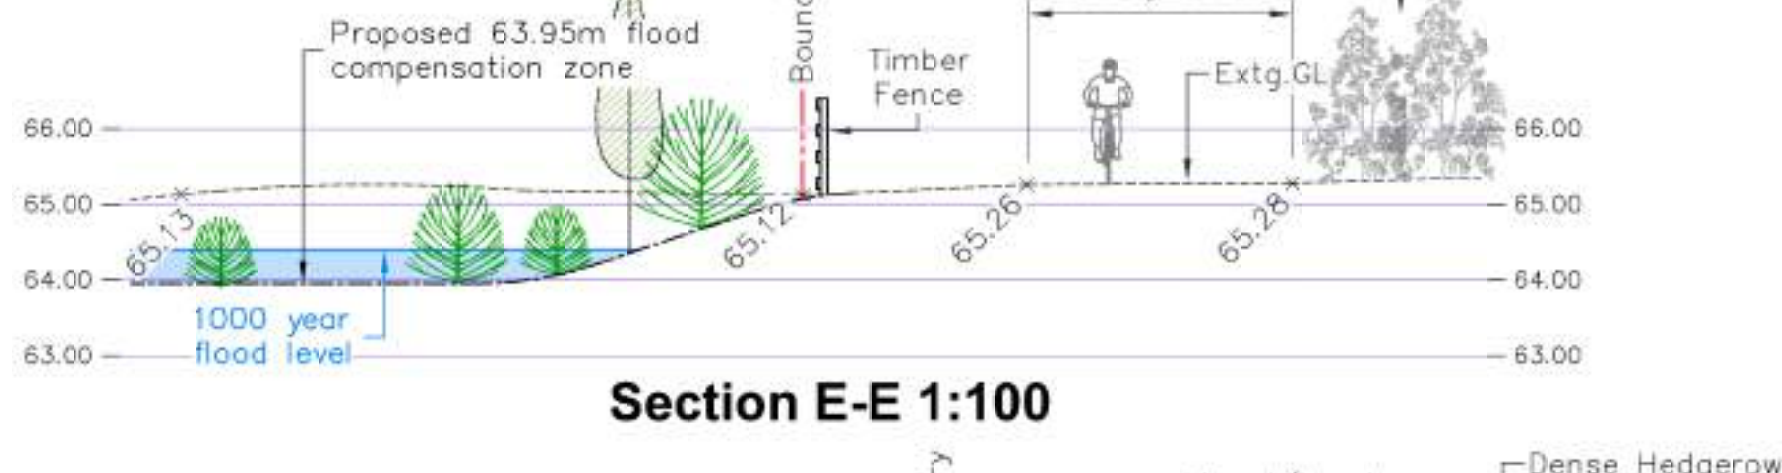 Proposed 63.95m flood
compensation zone
Bound
Timber
Fence
Extg.GL
66.00
66.00
65.00
65.00
65.13
65.12
65.26
65.28
64.00
64.00
1000 year
flood level
63.00
63.00
Section E-E 1:100
y
Dense Hedgerow